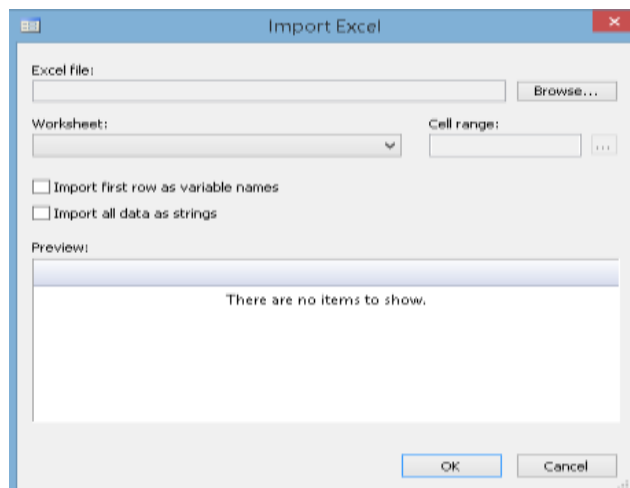 Import Excel
Excel file:
Browse...
Worksheet: Cell range:
...
Import first row as variable names
Import all data as strings
Preview:
There are no items to show.
OK Cancel